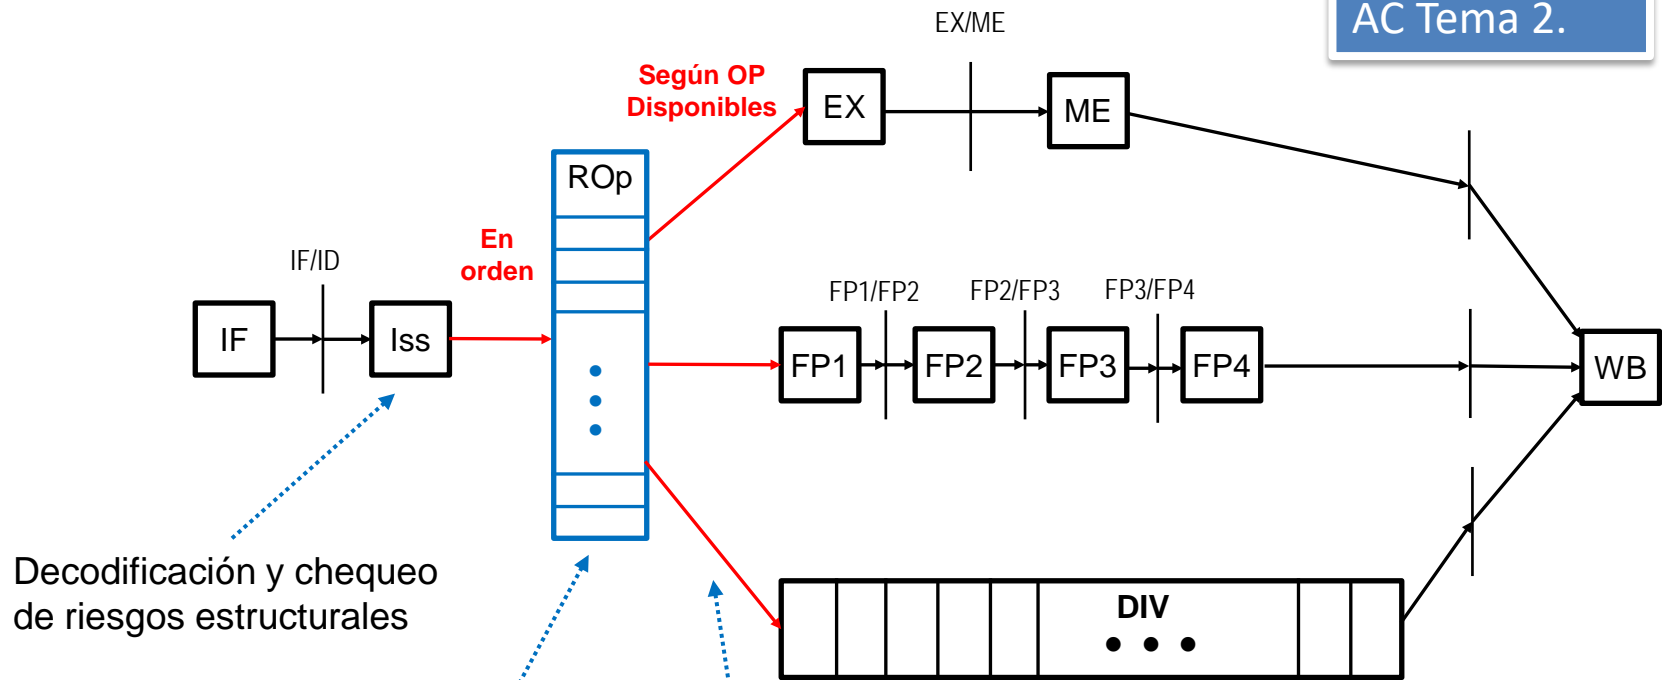 AC Tema 2.
EX/ME
Según OP
Disponibles
EX
ME
ROp
En
orden
IF/ID
FP1/FP2
FP2/FP3
FP3/FP4
IF
Iss
FP1
FP2
FP3
FP4
WB
Decodificación y chequeo
de riesgos estructurales
DIV